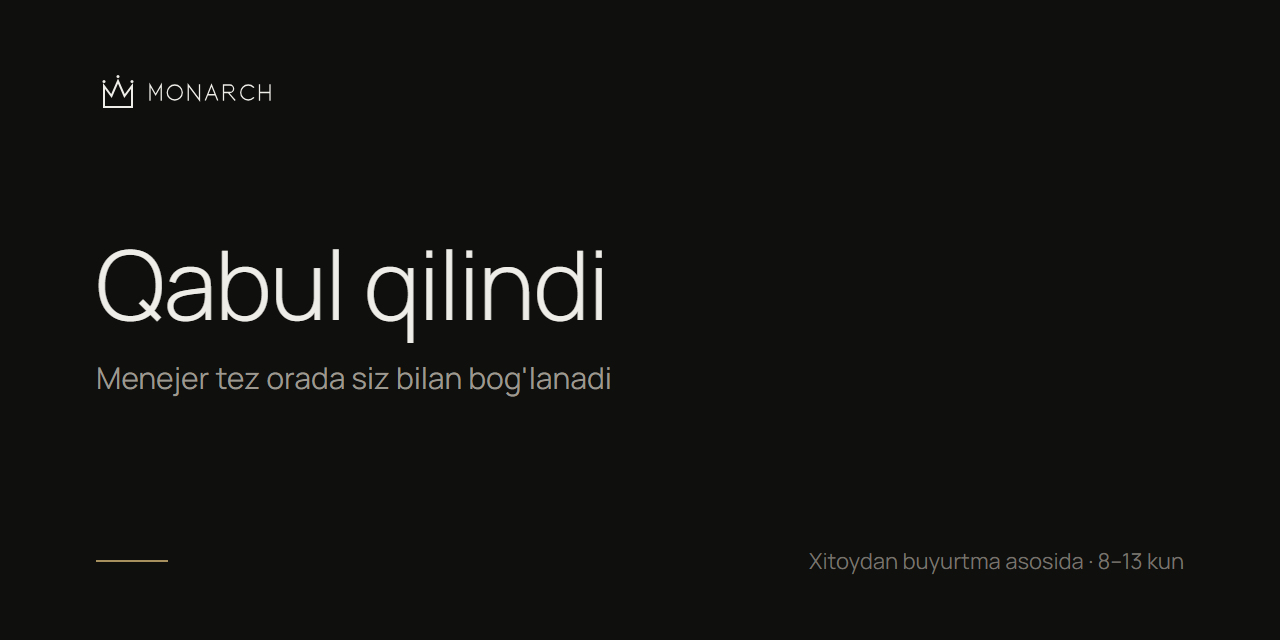 MONARCH
Qabul qilindi
Menejer tez orada siz bilan bog'lanadi
Xitoydan buyurtma asosida · 8–13 kun